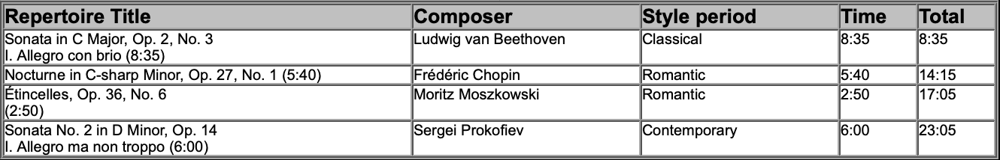 Repertoire Title Composer Style period Time Total
Sonata in C Major, Op. 2, No. 3 Ludwig van Beethoven Classical 8:35 8:35
I. Allegro con brio (8:35)
Nocturne in C-sharp Minor, Op. 27, No. 1 (5:40) Frédéric Chopin Romantic 5:40 14:15
Étincelles, Op. 36, No. 6 Moritz Moszkowski Romantic 2:50 17:05
(2:50)
Sonata No. 2 in D Minor, Op. 14 Sergei Prokofiev Contemporary 6:00 23:05
I. Allegro ma non troppo (6:00)